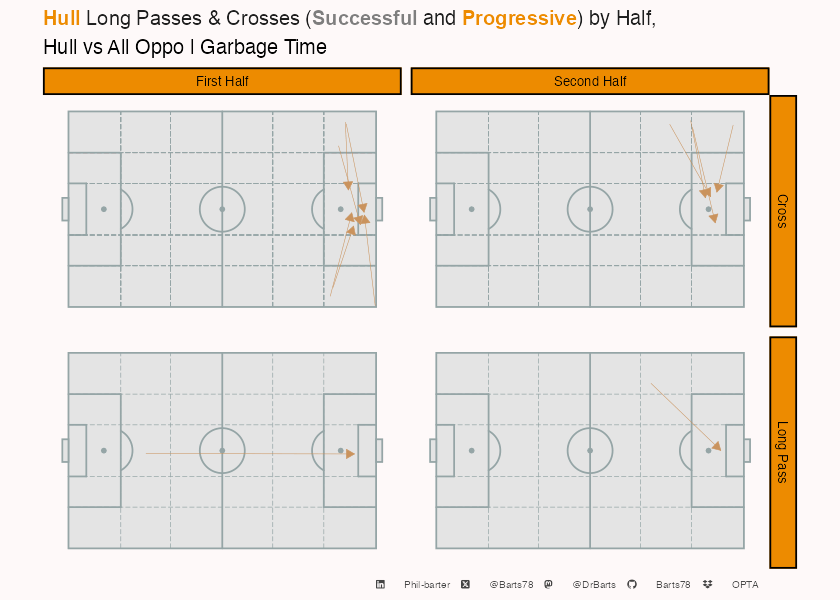 Hull Long Passes & Crosses (Successful and Progressive) by Half,
Hull vs All Oppo I Garbage Time
First Half
Second Half
Cross
Long Pass
Phil-barter @Barts78 @DrBarts Barts78 OPTA